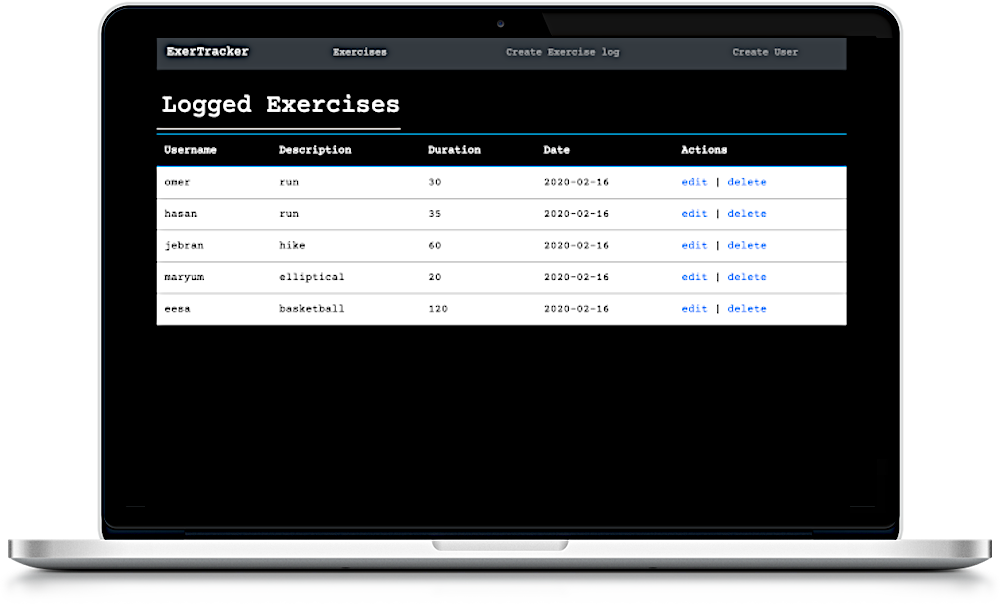 ExerTracker Exercises Create Exercise log Create User
Logged Exercises
Username Description Duration Date Actions
omer run 30 2020-02-16 edit | delete
hasan run 35 2020-02-16 edit | delete
jebran hike 60 2020-02-16 edit | delete
maryum elliptical 20 2020-02-16 edit | delete
eesa basketball 120 2020-02-16 edit | delete